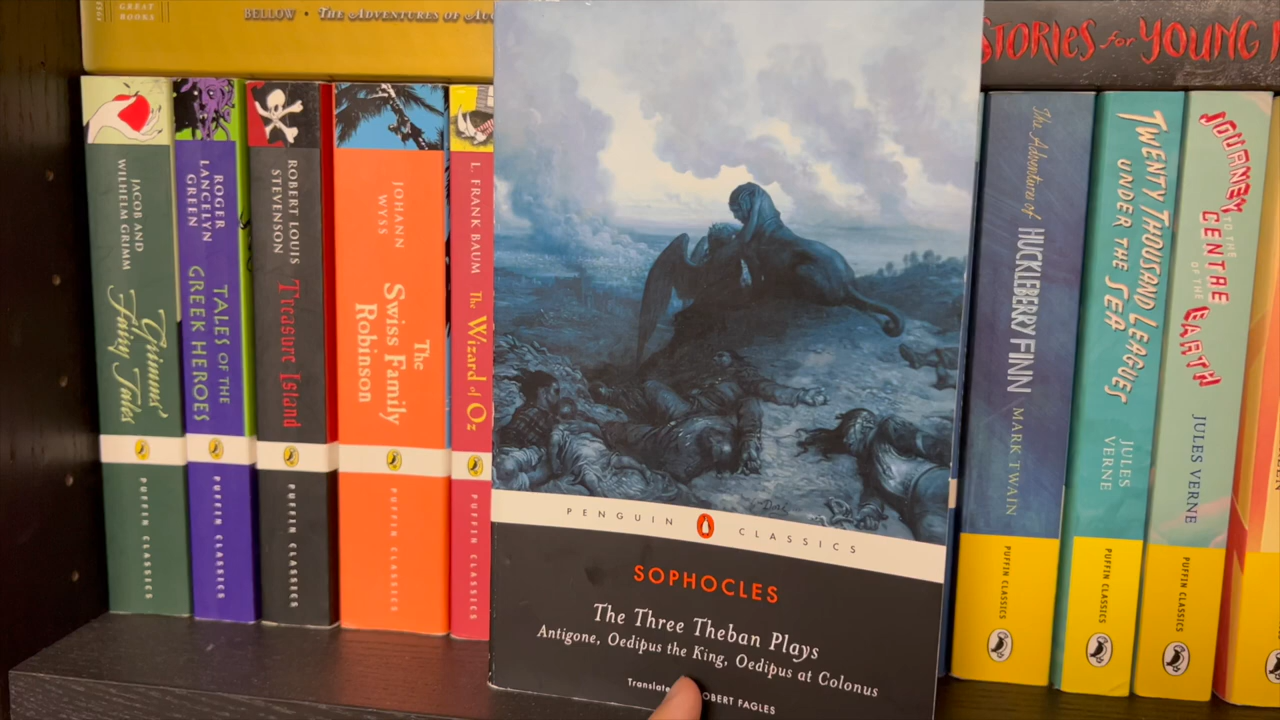 GREAT
BOOKS
BELLOW • THE ADVENTURES OF AU
STORIES for YOUNG
JACOB AND
WILHELM GRIMM
Grimms'
Fairy Tales
PUFFIN CLASSICS
ROGER
LANCELYN
GREEN
TALES OF THE
GREEK HEROES
PUFFIN CLASSICS
ROBERT LOUIS
STEVENSON
Treasure Island
PUFFIN CLASSICS
JOHANN
WYSS
The
Swiss Family
Robinson
PUFFIN CLASSICS
L. FRANK BAUM The Wizard of Oz
PUFFIN CLASSICS
Doré
PENGUIN CLASSICS
SOPHOCLES
The Three Theban Plays
Antigone, Oedipus the King, Oedipus at Colonus
Translate OBERT FAGLES
The Adventures of HUCKLEBERRY FINN MARK TWAIN
PUFFIN CLASSICS
TWENTY THOUSAND LEAGUES
UNDER THE SEA
JULES
VERNE
PUFFIN CLASSICS
JOURNEY TO THE
CENTRE
OF THE
EARTH
JULES VERNE
PUFFIN CLASSICS